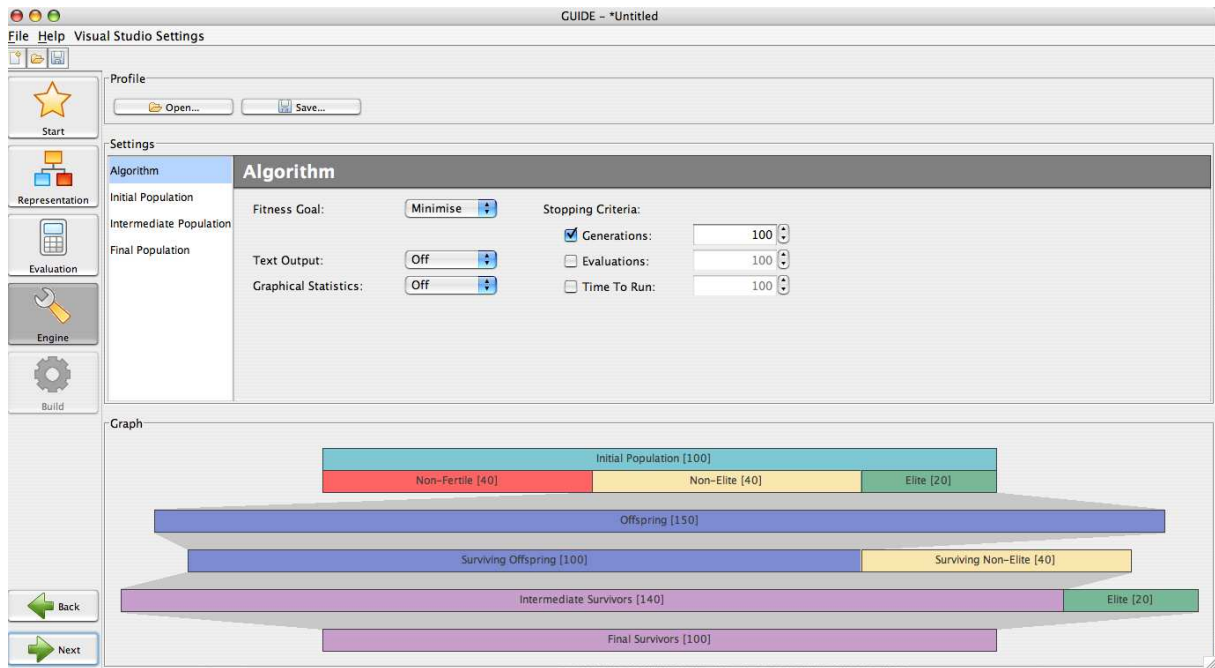 GUIDE - *Untitled
File Help Visual Studio Settings
Profile
Open... Save...
Start
Settings
Algorithm
Initial Population
Intermediate Population
Final Population
Algorithm
Fitness Goal: Minimise Stopping Criteria:
Generations: 100
Text Output: Off Evaluations: 100
Graphical Statistics: Off Time To Run: 100
Representation
Evaluation
Engine
Build
Graph
Initial Population [100]
Non-Fertile [40] Non-Elite [40] Elite [20]
Offspring [150]
Surviving Offspring [100] Surviving Non-Elite [40]
Intermediate Survivors [140] Elite [20]
Final Survivors [100]
Back
Next